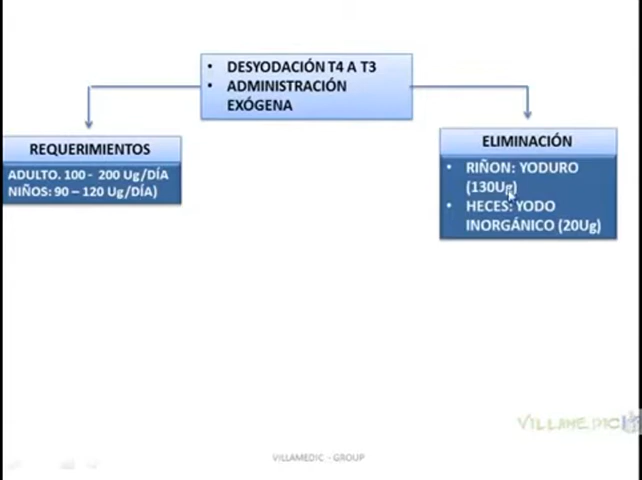 • DESYODACIÓN T4 A T3
• ADMINISTRACIÓN
EXÓGENA
REQUERIMIENTOS
ADULTO. 100 - 200 Ug/DÍA
NIÑOS: 90 – 120 Ug/DÍA)
ELIMINACIÓN
• RIÑON: YODURO
(130Ug)
• HECES: YODO
INORGÁNICO (20Ug)
VILLAMEDIC
VILLAMEDIC - GROUP